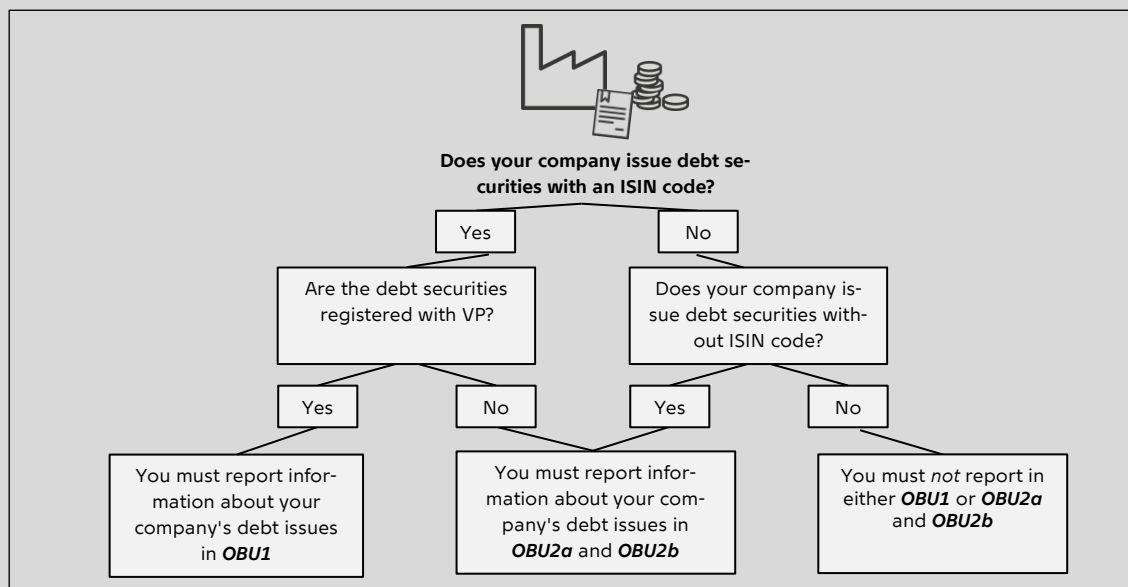 Does your company issue debt se-
curities with an ISIN code?
Yes
No
Are the debt securities
registered with VP?
Does your company is-
sue debt securities with-
out ISIN code?
Yes
No
Yes
No
You must report infor-
mation about your
company's debt issues
in OBU1
You must report infor-
mation about your com-
pany's debt issues in
OBU2a and OBU2b
You must not report in
either OBU1 or OBU2a
and OBU2b